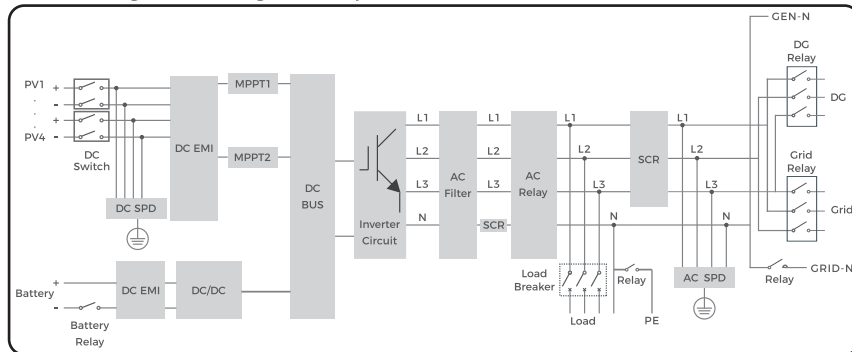 GEN-N
DG
Relay
DG
PV1 +
-
+
PV4 -
DC
Switch
DC EMI
MPPT1
MPPT2
DC SPD
DC
BUS
Inverter
Circuit
L1
L2
L3
N
AC
Filter
L1
L2
L3
SCR
AC
Relay
L1
L2
L3
N
SCR
L1
L2
L3
N
Grid
Relay
Grid
Battery
+
-
Battery
Relay
DC EMI
DC/DC
Load
Breaker
Load
Relay
PE
AC SPD
Relay
GRID-N